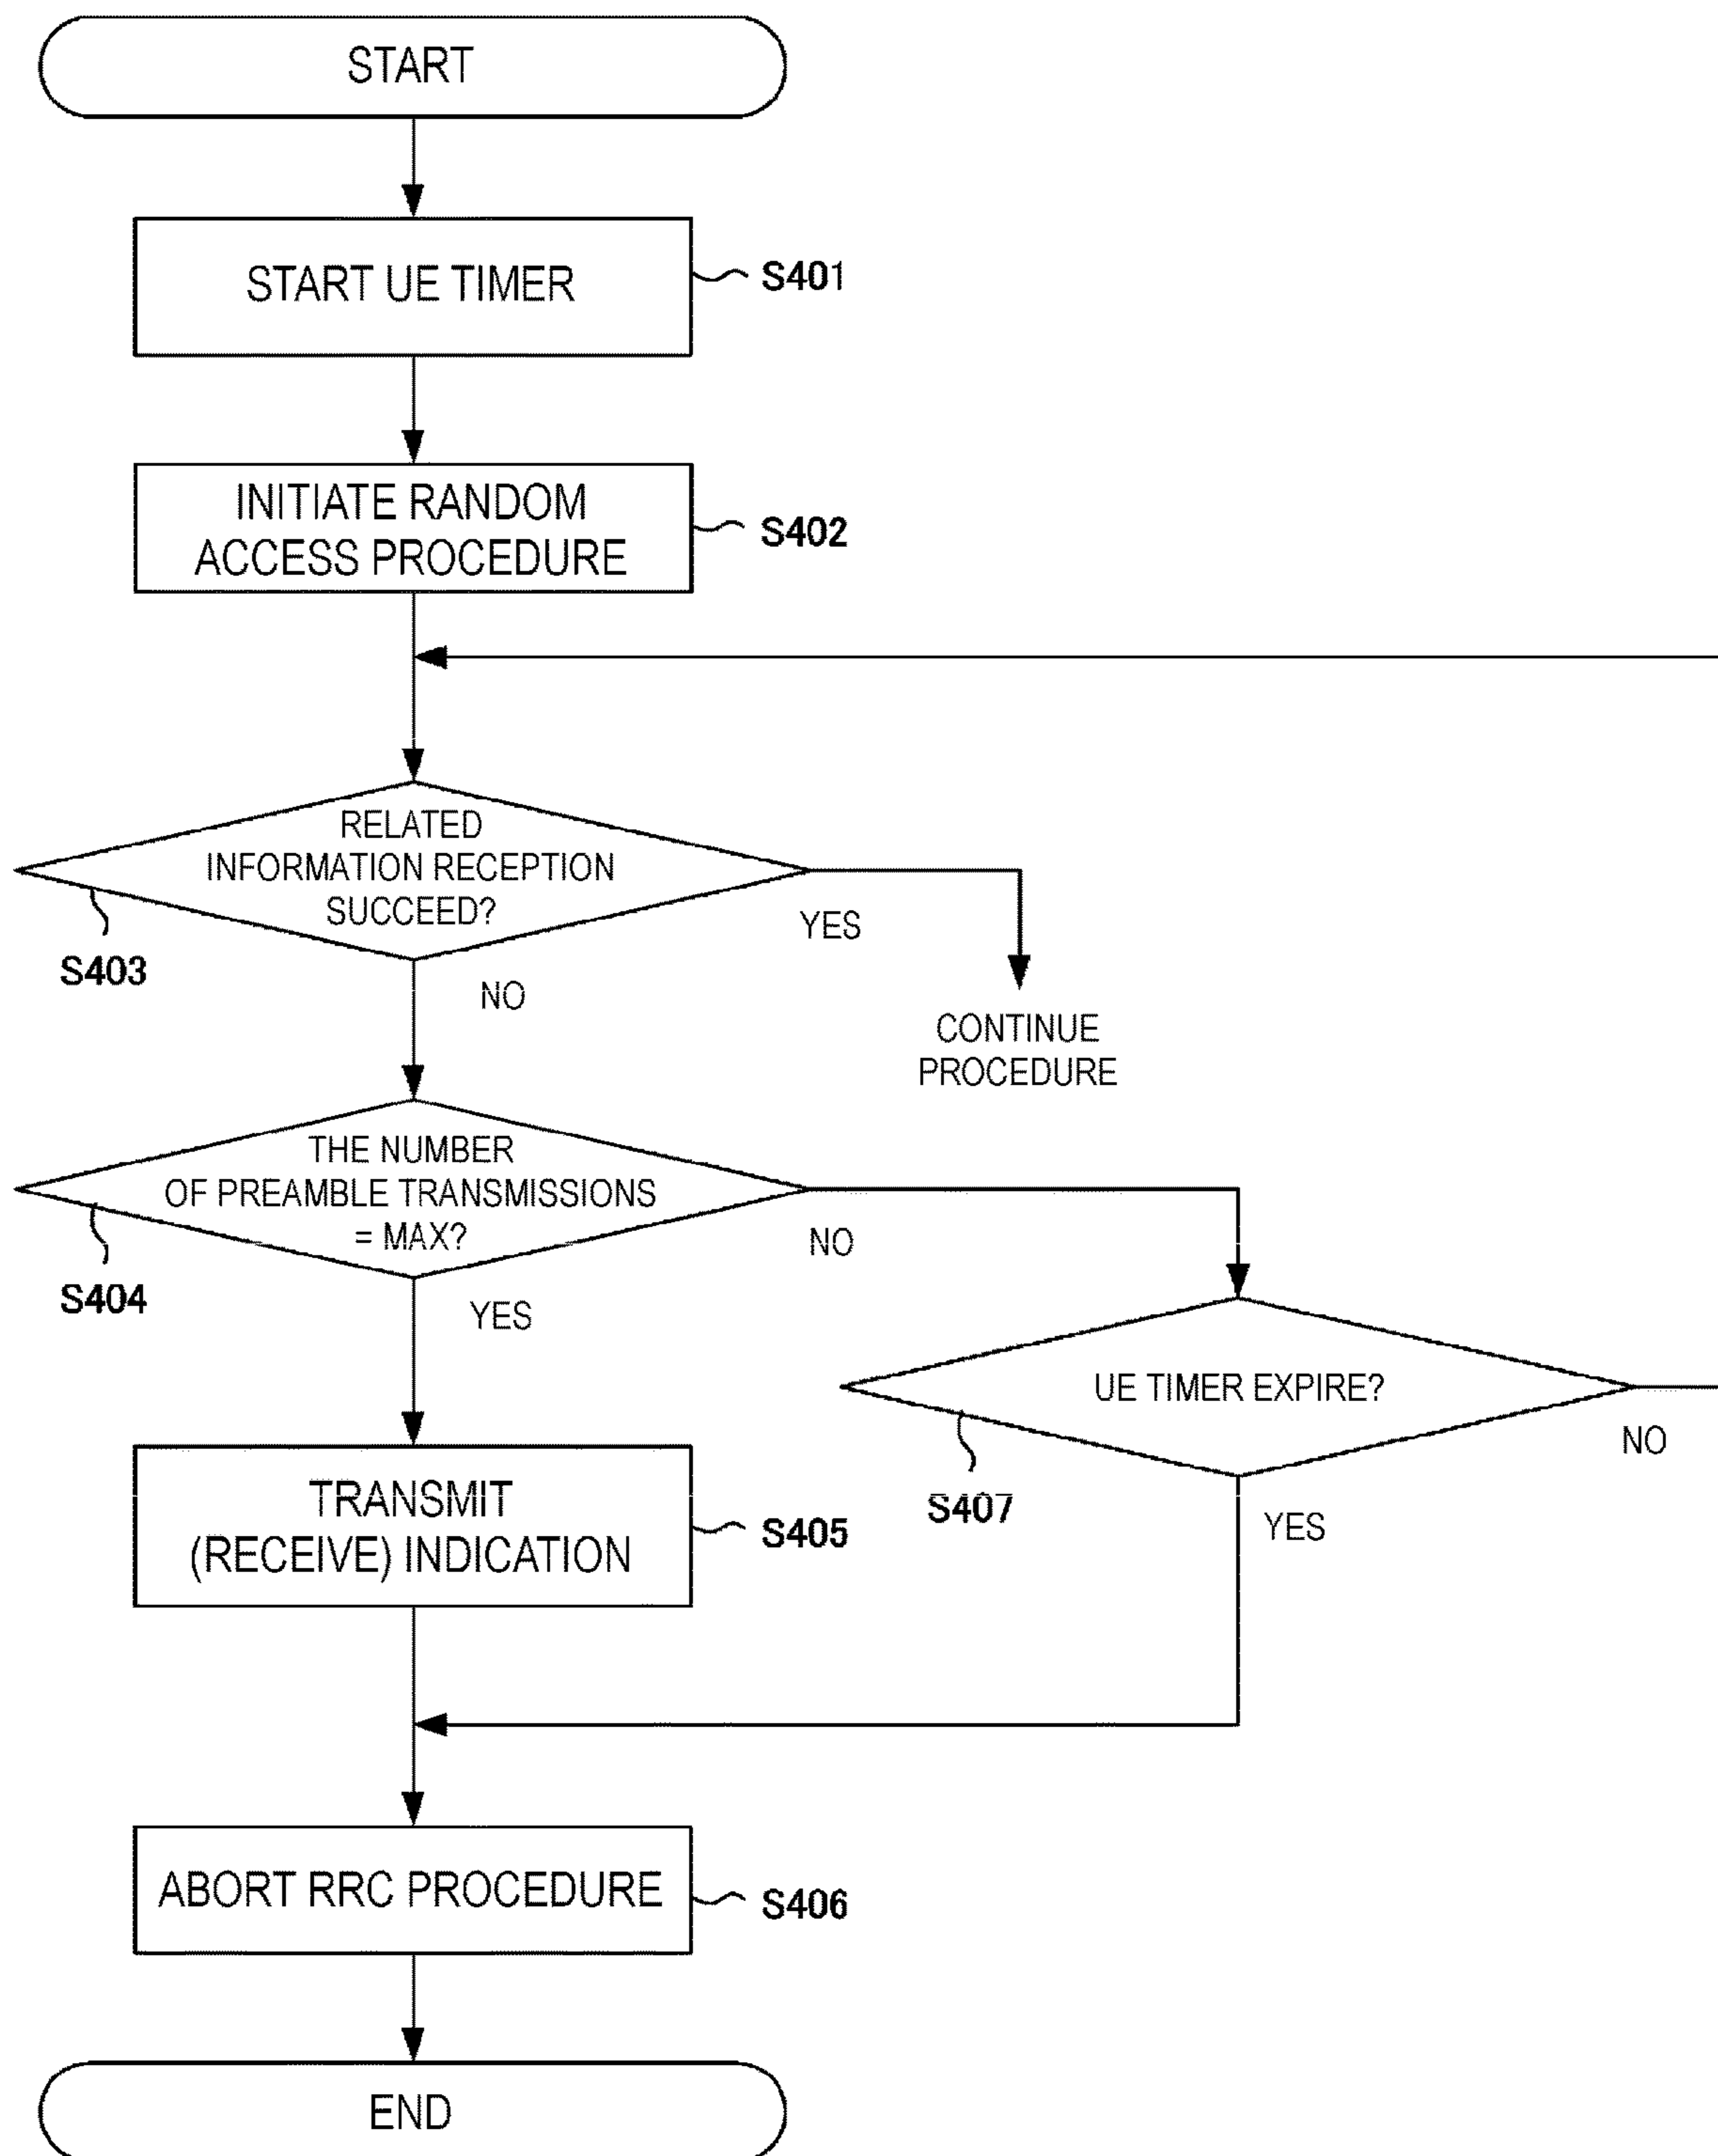 START
START UE TIMER
S401
INITIATE RANDOM
ACCESS PROCEDURE
S402
RELATED
INFORMATION RECEPTION
SUCCEED?
S403
YES
NO
CONTINUE
PROCEDURE
THE NUMBER
OF PREAMBLE TRANSMISSIONS
= MAX?
S404
NO
YES
UE TIMER EXPIRE?
S407
NO
YES
TRANSMIT
(RECEIVE) INDICATION
S405
ABORT RRC PROCEDURE
S406
END